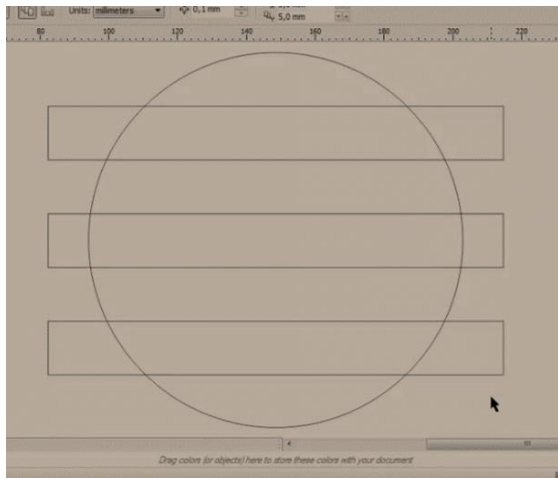 Units: millimeters 0,1 mm
5,0 mm
80 100 120 140 160 180 200 220
Drag colors (or objects) here to store these colors with your document